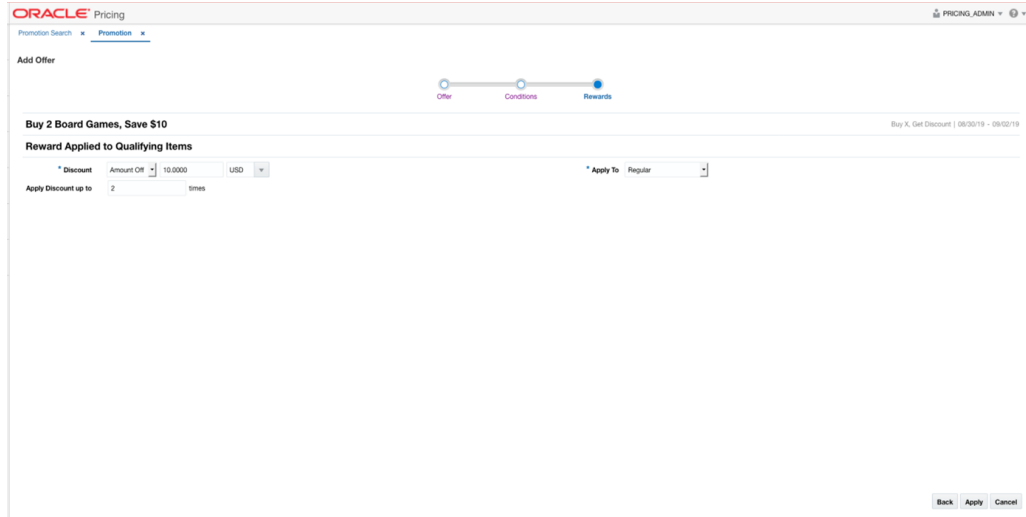 ORACLE® Pricing
PRICING_ADMIN
Promotion Search x Promotion x
Add Offer
Offer Conditions Rewards
Buy 2 Board Games, Save $10
Buy X, Get Discount | 08/30/19 - 09/02/19
Reward Applied to Qualifying Items
* Discount Amount Off 10.0000 USD
* Apply To Regular
Apply Discount up to 2 times
Back Apply Cancel